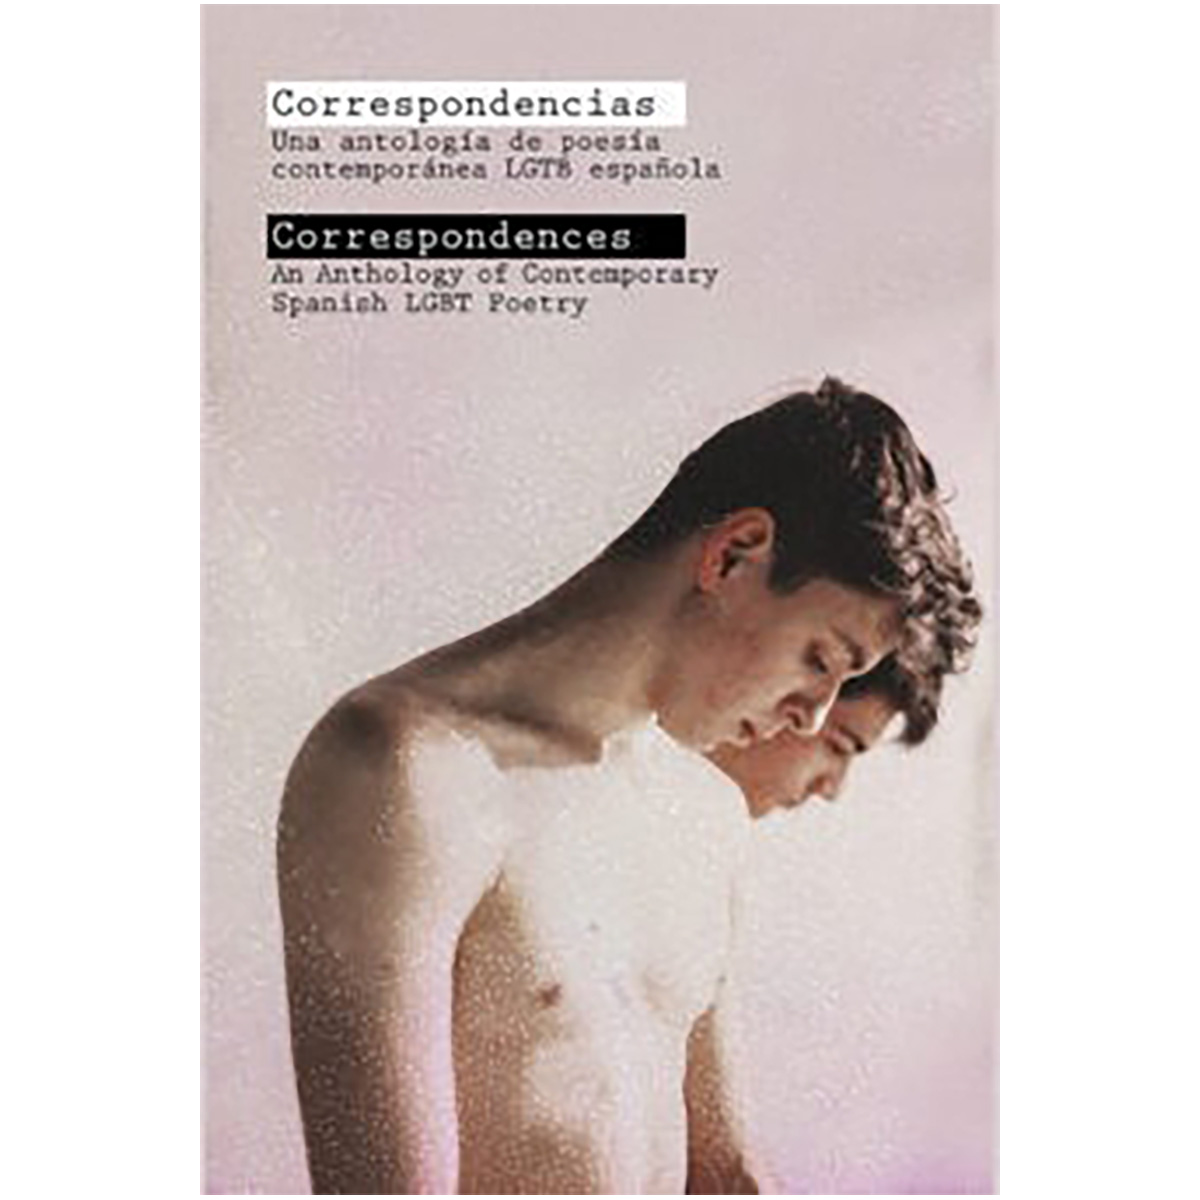 Correspondencias
Una antología de poesía
contemporánea LGTB española
Correspondences
An Anthology of Contemporary
Spanish LGBT Poetry